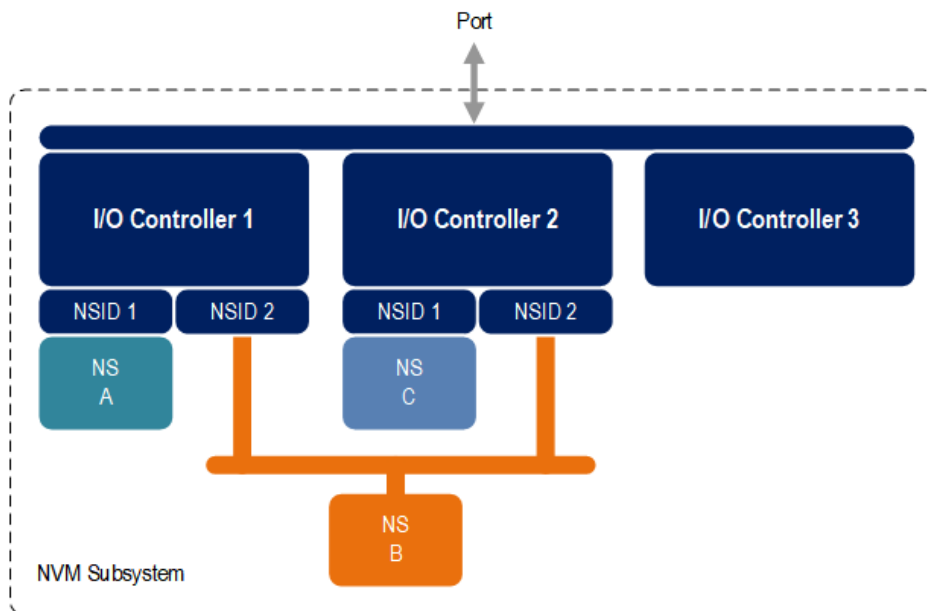 Port
I/O Controller 1
I/O Controller 2
I/O Controller 3
NSID 1
NSID 2
NSID 1
NSID 2
NS
A
NS
C
NS
B
NVM Subsystem